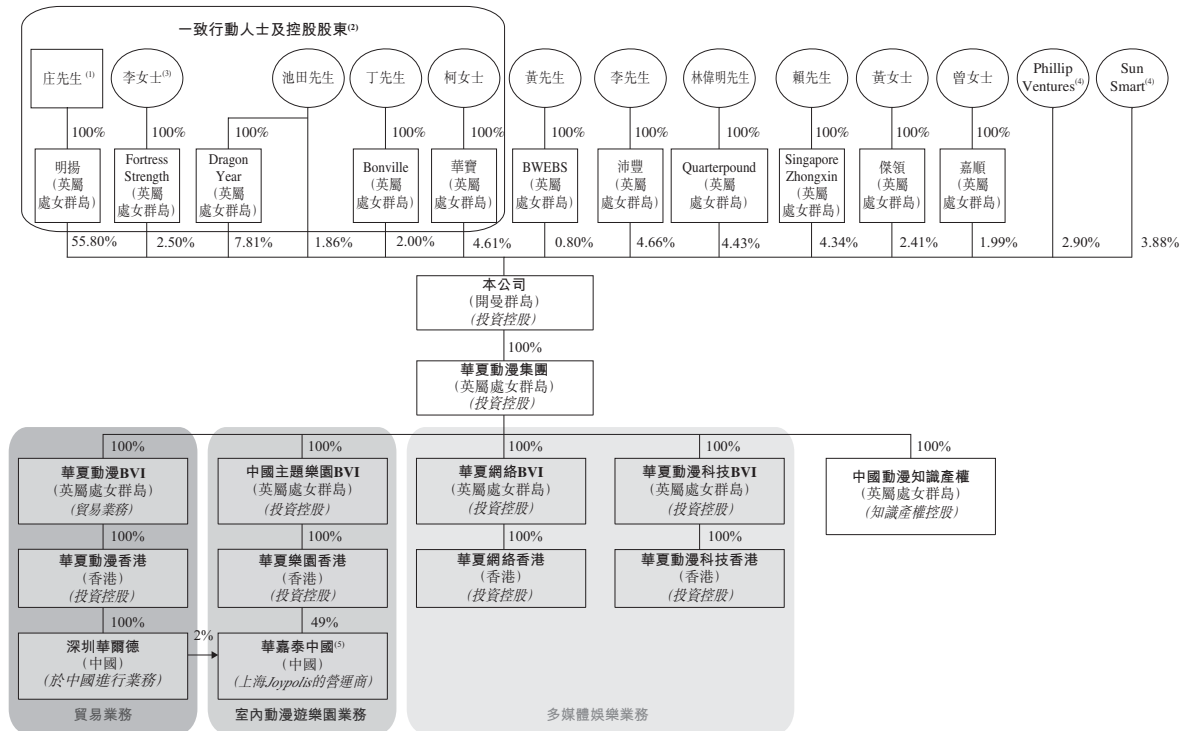 一致行動人士及控股股東(2)
庄先生(1)
李女士(3)
池田先生
丁先生
柯女士
黃先生
李先生
林偉明先生
賴先生
黃女士
曾女士
Phillip
Ventures(4)
Sun
Smart(4)
100%
100%
100%
100%
100%
100%
100%
100%
100%
100%
100%
明揚
(英屬
處女群島)
Fortress
Strength
(英屬
處女群島)
Dragon
Year
(英屬
處女群島)
Bonville
(英屬
處女群島)
華寶
(英屬
處女群島)
BWEBS
(英屬
處女群島)
沛豐
(英屬
處女群島)
Quarterpound
(英屬
處女群島)
Singapore
Zhongxin
(英屬
處女群島)
傑領
(英屬
處女群島)
嘉順
(英屬
處女群島)
55.80%
2.50%
7.81%
1.86%
2.00%
4.61%
0.80%
4.66%
4.43%
4.34%
2.41%
1.99%
2.90%
3.88%
本公司
(開曼群島)
(投資控股)
100%
華夏動漫集團
(英屬處女群島)
(投資控股)
100%
100%
100%
100%
100%
華夏動漫BVI
(英屬處女群島)
(貿易業務)
中國主題樂園BVI
(英屬處女群島)
(投資控股)
華夏網絡BVI
(英屬處女群島)
(投資控股)
華夏動漫科技BVI
(英屬處女群島)
(投資控股)
中國動漫知識產權
(英屬處女群島)
(知識產權控股)
100%
100%
100%
100%
華夏動漫香港
(香港)
(投資控股)
華夏樂園香港
(香港)
(投資控股)
華夏網絡香港
(香港)
(投資控股)
華夏動漫科技香港
(香港)
(投資控股)
100%
49%
深圳華爾德
(中國)
(於中國進行業務)
2%
華嘉泰中國(5)
(中國)
(上海Joypolis的營運商)
貿易業務
室內動漫遊樂園業務
多媒體娛樂業務